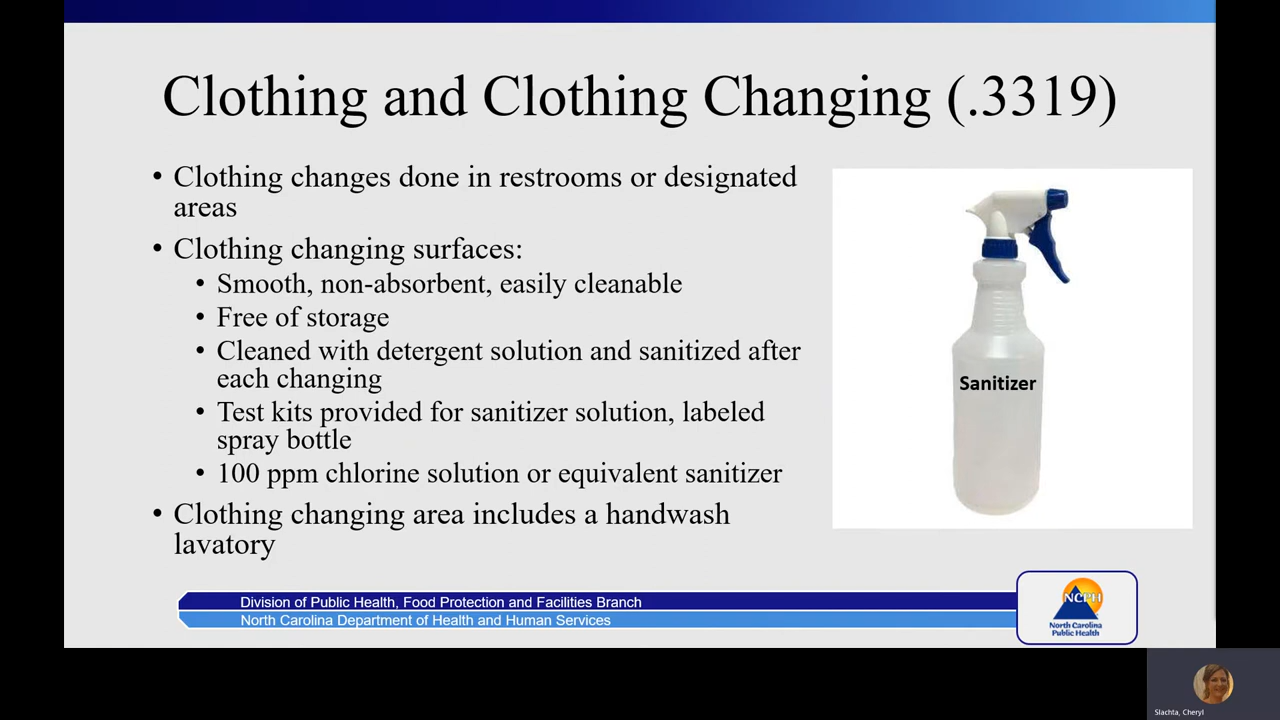 Clothing and Clothing Changing (.3319)
• Clothing changes done in restrooms or designated
areas
• Clothing changing surfaces:
• Smooth, non-absorbent, easily cleanable
• Free of storage
• Cleaned with detergent solution and sanitized after
each changing
• Test kits provided for sanitizer solution, labeled
spray bottle
• 100 ppm chlorine solution or equivalent sanitizer
• Clothing changing area includes a handwash
lavatory
Sanitizer
Division of Public Health, Food Protection and Facilities Branch
North Carolina Department of Health and Human Services
NCPH
North Carolina
Public Health
Slachta, Cheryl